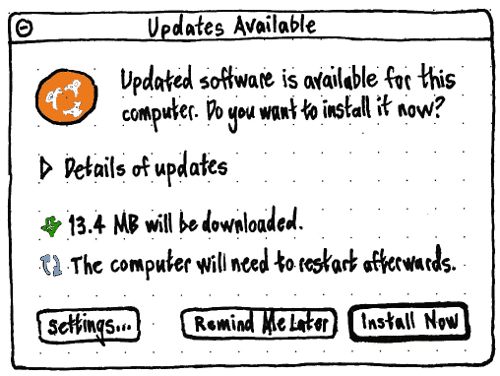 Updates Available
Updated software is available for this
computer. Do you want to install it now?
Details of updates
13.4 MB will be downloaded.
The computer will need to restart afterwards.
Settings...
Remind Me Later
Install Now